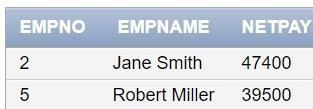 EMPNO EMPNAME NETPAY
2 Jane Smith 47400
5 Robert Miller 39500